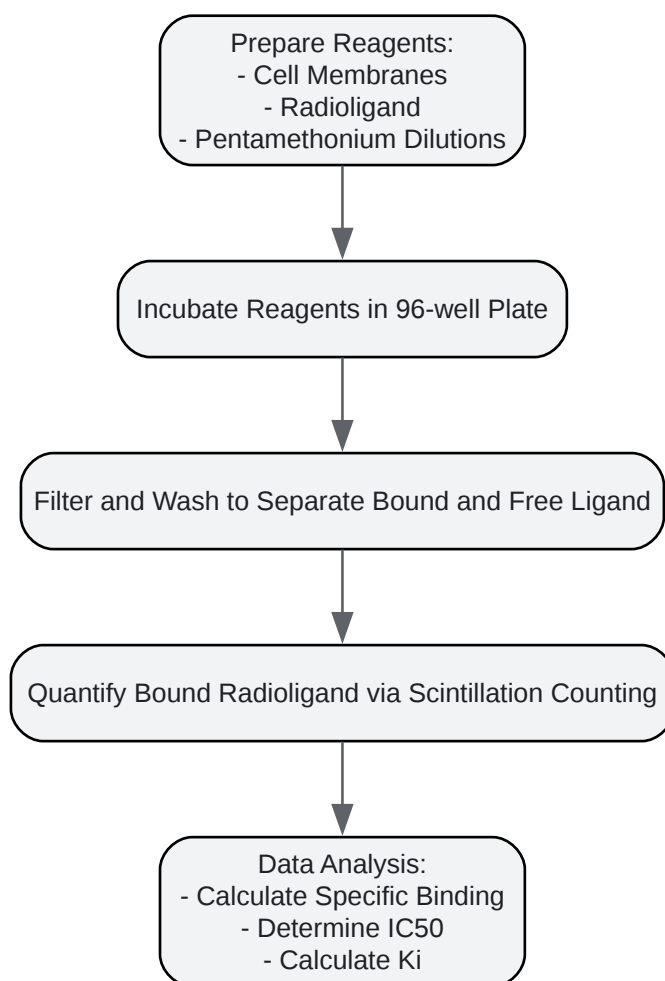 Prepare Reagents:
- Cell Membranes
- Radioligand
- Pentamethonium Dilutions
Incubate Reagents in 96-well Plate
Filter and Wash to Separate Bound and Free Ligand
Quantify Bound Radioligand via Scintillation Counting
Data Analysis:
- Calculate Specific Binding
- Determine IC50
- Calculate Ki